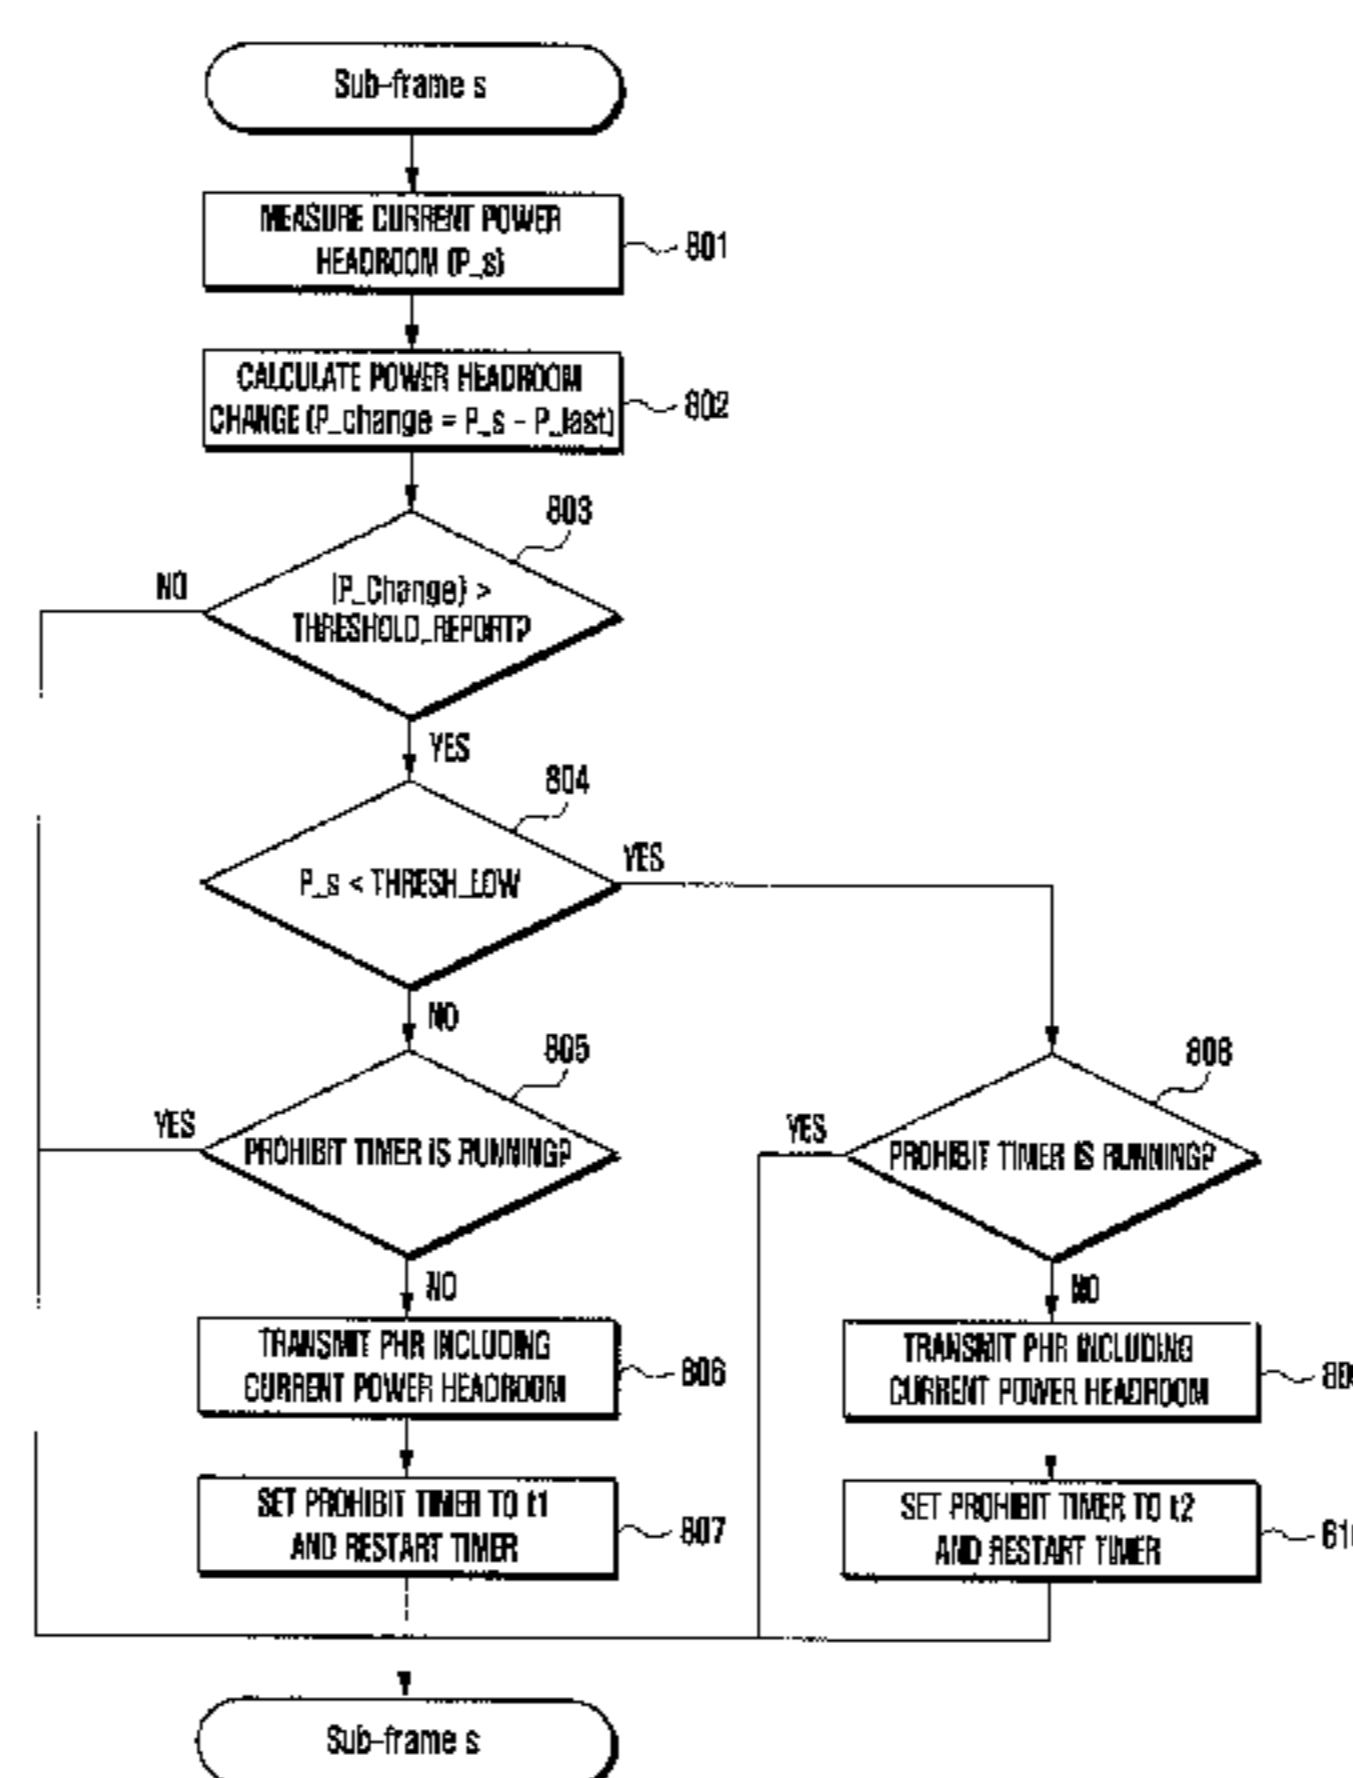 Sub-frame s
MEASURE CURRENT POWER
HEADROOM (P_s)
801
CALCULATE POWER HEADROOM
CHANGE (P_change = P_s - P_last)
802
803
NO
{P_Change} >
THRESHOLD_REPORT?
YES
804
P_s < THRESH_LOW
YES
NO
805
YES
PROHIBIT TIMER IS RUNNING?
NO
808
YES
PROHIBIT TIMER IS RUNNING?
NO
TRANSMIT PHR INCLUDING
CURRENT POWER HEADROOM
806
TRANSMIT PHR INCLUDING
CURRENT POWER HEADROOM
SET PROHIBIT TIMER TO t1
AND RESTART TIMER
807
SET PROHIBIT TIMER TO t2
AND RESTART TIMER
Sub-frame s